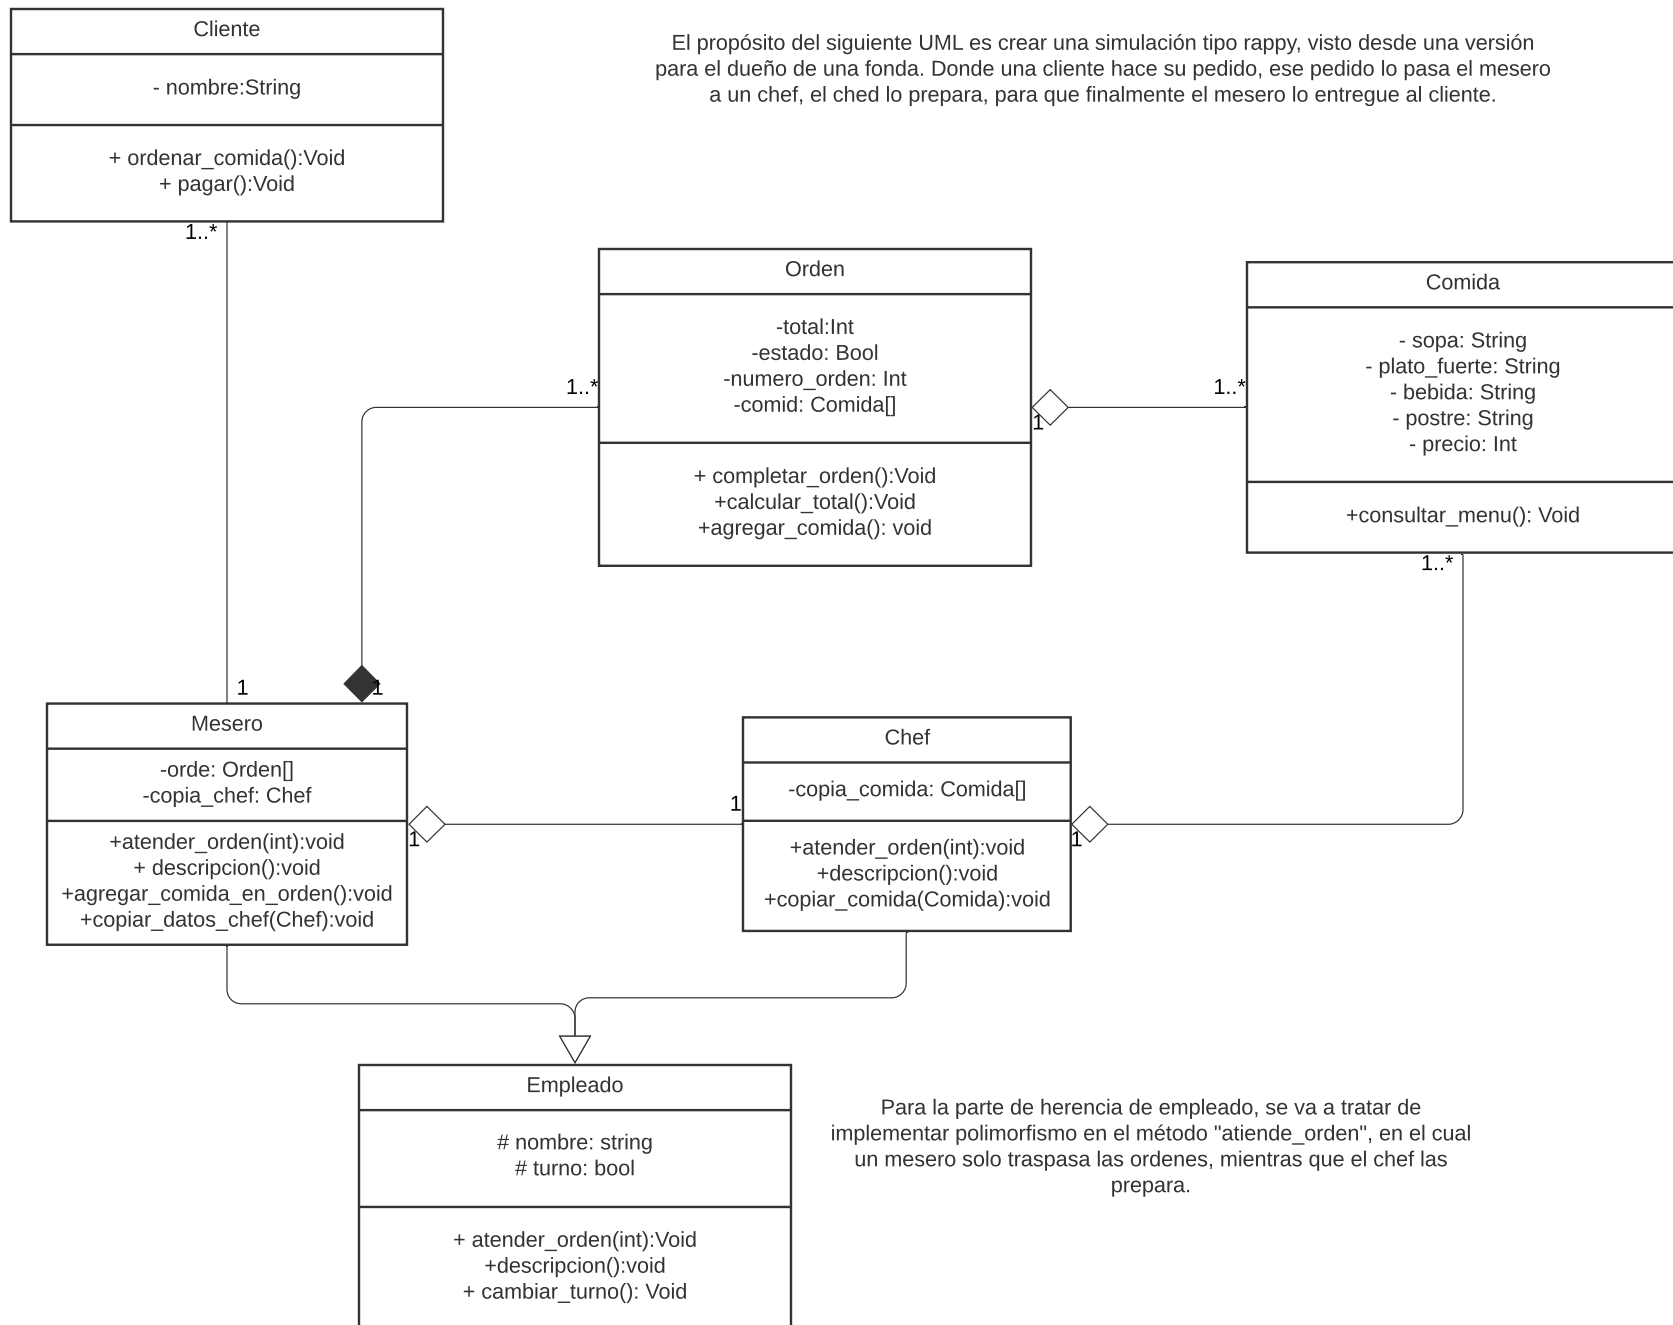 Cliente
- nombre:String
+ ordenar_comida():Void
+ pagar():Void
1..*
El propósito del siguiente UML es crear una simulación tipo rappy, visto desde una versión
para el dueño de una fonda. Donde una cliente hace su pedido, ese pedido lo pasa el mesero
a un chef, el ched lo prepara, para que finalmente el mesero lo entregue al cliente.
Orden
-total:Int
-estado: Bool
-numero_orden: Int
-comid: Comida[]
+ completar_orden():Void
+calcular_total():Void
+agregar_comida(): void
1..*
1
1..*
Comida
- sopa: String
- plato_fuerte: String
- bebida: String
- postre: String
- precio: Int
+consultar_menu(): Void
1..*
1
1
Mesero
-orde: Orden[]
-copia_chef: Chef
+atender_orden(int):void
+ descripcion():void
+agregar_comida_en_orden():void
+copiar_datos_chef(Chef):void
1
1
Chef
-copia_comida: Comida[]
+atender_orden(int):void
+descripcion():void
+copiar_comida(Comida):void
1
Empleado
# nombre: string
# turno: bool
+ atender_orden(int):Void
+descripcion():void
+ cambiar_turno(): Void
Para la parte de herencia de empleado, se va a tratar de
implementar polimorfismo en el método "atiende_orden", en el cual
un mesero solo traspasa las ordenes, mientras que el chef las
prepara.